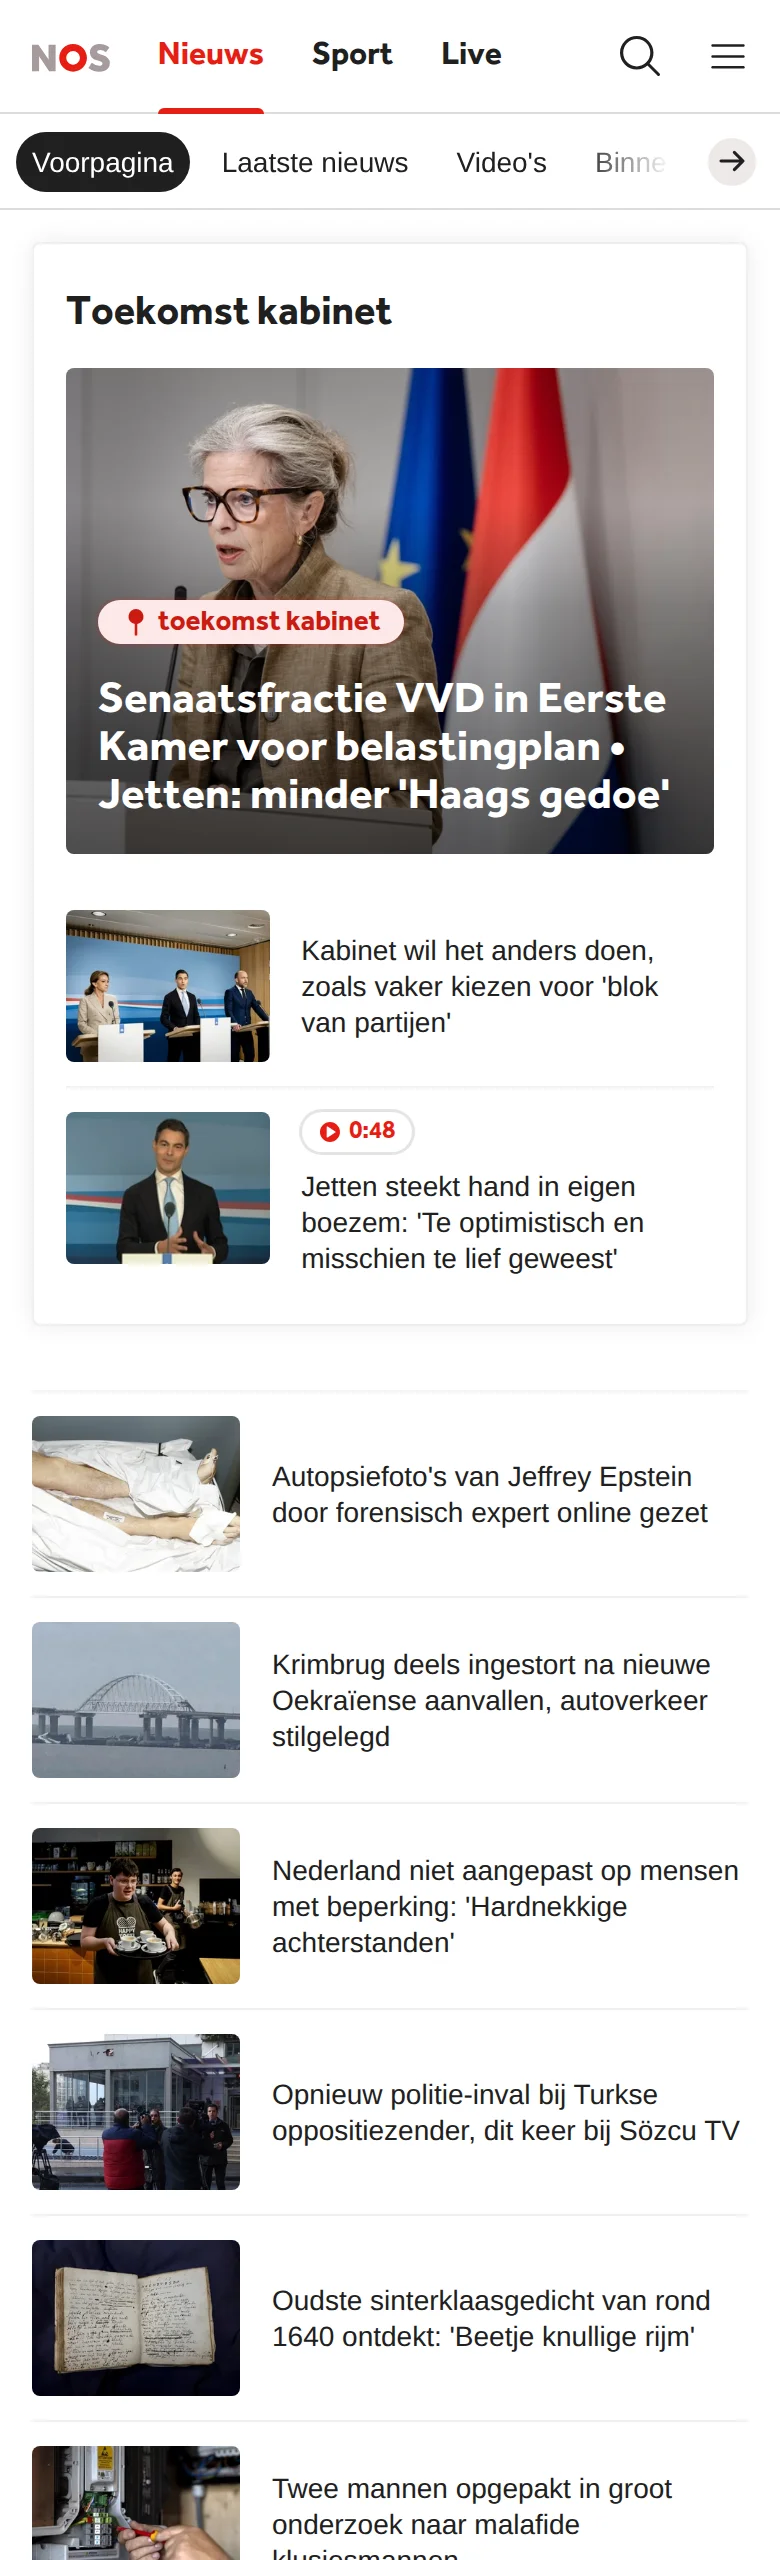 NOS
Nieuws
Sport
Live
Voorpagina
Laatste nieuws
Video's
Binne
Toekomst kabinet
toekomst kabinet
Senaatsfractie VVD in Eerste
Kamer voor belastingplan •
Jetten: minder 'Haags gedoe'
Kabinet wil het anders doen,
zoals vaker kiezen voor 'blok
van partijen'
0:48
Jetten steekt hand in eigen
boezem: 'Te optimistisch en
misschien te lief geweest'
Autopsiefoto's van Jeffrey Epstein
door forensisch expert online gezet
Krimbrug deels ingestort na nieuwe
Oekraïense aanvallen, autoverkeer
stilgelegd
Nederland niet aangepast op mensen
met beperking: 'Hardnekkige
achterstanden'
HAPPY
Opnieuw politie-inval bij Turkse
oppositiezender, dit keer bij Sözcu TV
Oudste sinterklaasgedicht van rond
1640 ontdekt: 'Beetje knullige rijm'
Twee mannen opgepakt in groot
onderzoek naar malafide
klusjesmannen